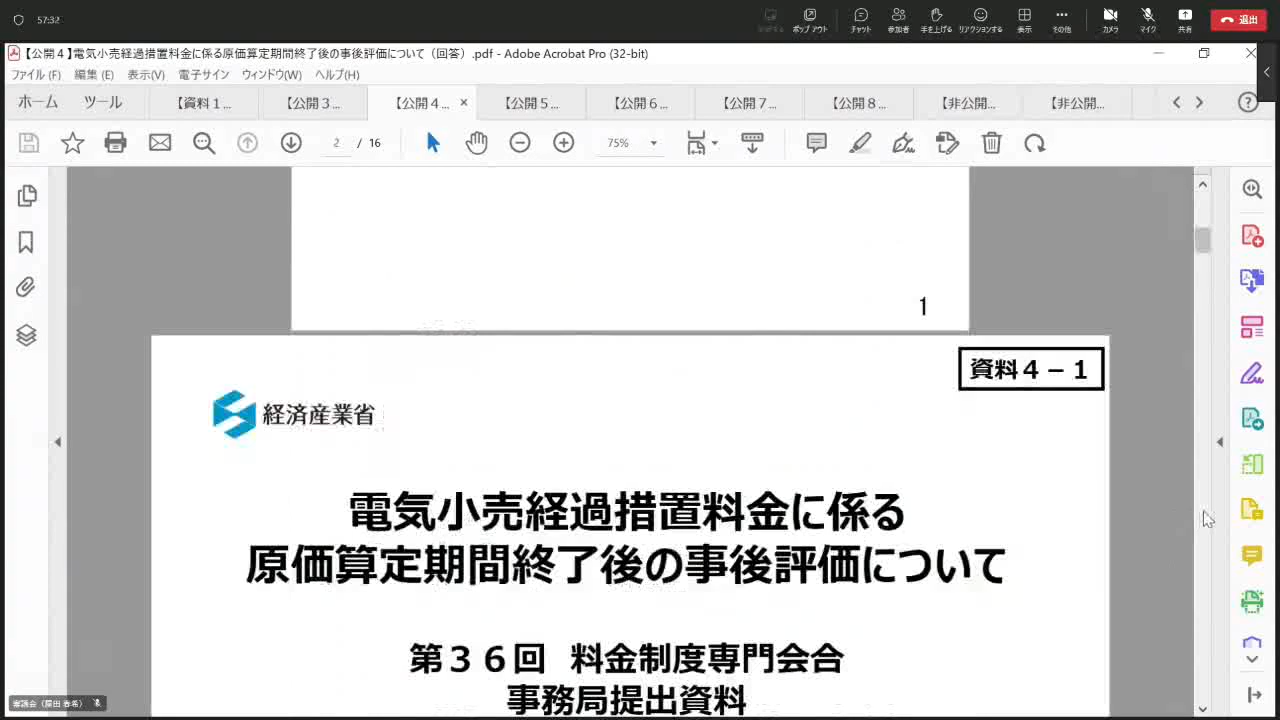 57:32
ポップ アウト
チャット
参加者
手を上げる
リアクションする
表示
その他
カメラ
マイク
共有
退出
【公開４】電気小売経過措置料金に係る原価算定期間終了後の事後評価について（回答）.pdf - Adobe Acrobat Pro (32-bit)
ファイル (F) 編集 (E) 表示(V) 電子サイン ウィンドウ(W) ヘルプ(H)
ホーム ツール 【資料１... 【公開３... 【公開４... × 【公開５... 【公開６... 【公開７... 【公開８... 【非公開... 【非公開...
2 / 16 75%
1
資料４－１
経済産業省
電気小売経過措置料金に係る
原価算定期間終了後の事後評価について
第３６回 料金制度専門会合
事務局提出資料